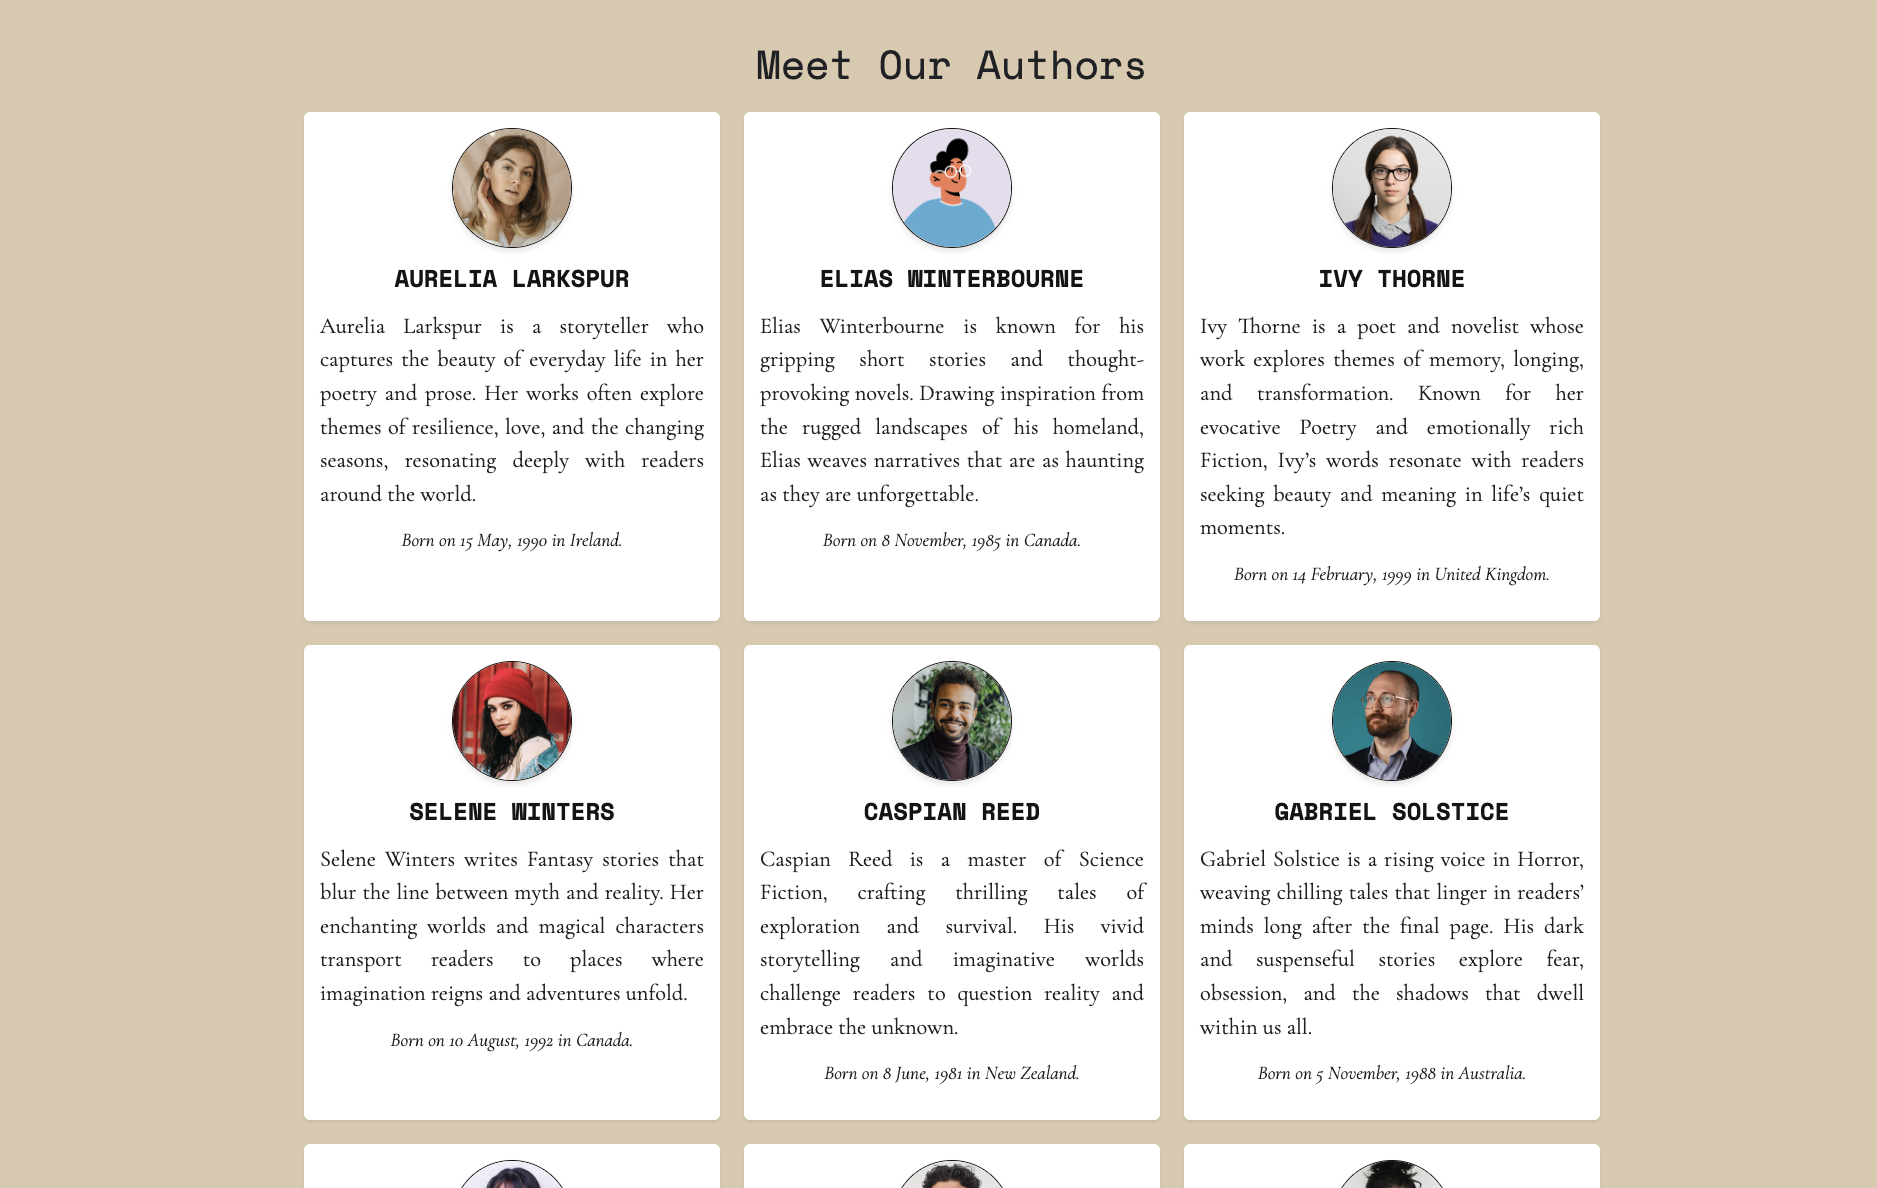 Meet Our Authors
AURELIA LARKSPUR
Aurelia Larkspur is a storyteller who
captures the beauty of everyday life in her
poetry and prose. Her works often explore
themes of resilience, love, and the changing
seasons, resonating deeply with readers
around the world.
Born on 15 May, 1990 in Ireland.
ELIAS WINTERBOURNE
Elias Winterbourne is known for his
gripping short stories and thought-
provoking novels. Drawing inspiration from
the rugged landscapes of his homeland,
Elias weaves narratives that are as haunting
as they are unforgettable.
Born on 8 November, 1985 in Canada.
IVY THORNE
Ivy Thorne is a poet and novelist whose
work explores themes of memory, longing,
and transformation. Known for her
evocative Poetry and emotionally rich
Fiction, Ivy’s words resonate with readers
seeking beauty and meaning in life’s quiet
moments.
Born on 14 February, 1999 in United Kingdom.
SELENE WINTERS
Selene Winters writes Fantasy stories that
blur the line between myth and reality. Her
enchanting worlds and magical characters
transport readers to places where
imagination reigns and adventures unfold.
Born on 10 August, 1992 in Canada.
CASPIAN REED
Caspian Reed is a master of Science
Fiction, crafting thrilling tales of
exploration and survival. His vivid
storytelling and imaginative worlds
challenge readers to question reality and
embrace the unknown.
Born on 8 June, 1981 in New Zealand.
GABRIEL SOLSTICE
Gabriel Solstice is a rising voice in Horror,
weaving chilling tales that linger in readers’
minds long after the final page. His dark
and suspenseful stories explore fear,
obsession, and the shadows that dwell
within us all.
Born on 5 November, 1988 in Australia.